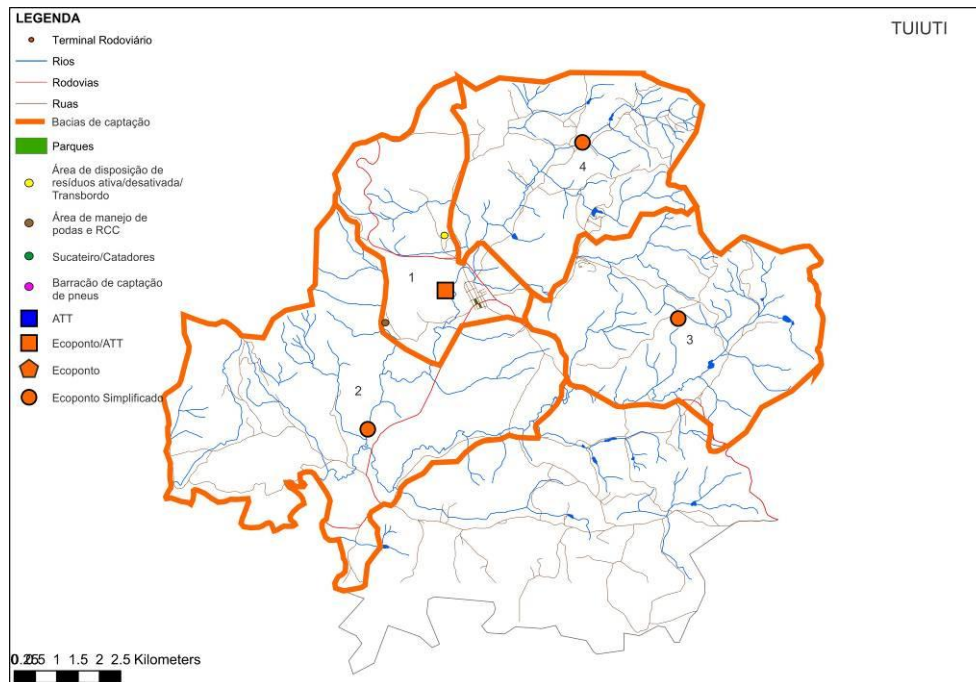 LEGENDA
TUIUTI
Terminal Rodoviário
Rios
Rodovias
Ruas
Bacias de captação
Parques
Área de disposição de
resíduos ativa/desativada/
Transbordo
Área de manejo de
podas e RCC
Sucateiro/Catadores
Barracão de captação
de pneus
ATT
Ecoponto/ATT
Ecoponto
Ecoponto Simplificado
4
1
3
2
1 1.5 2 2.5 Kilometers